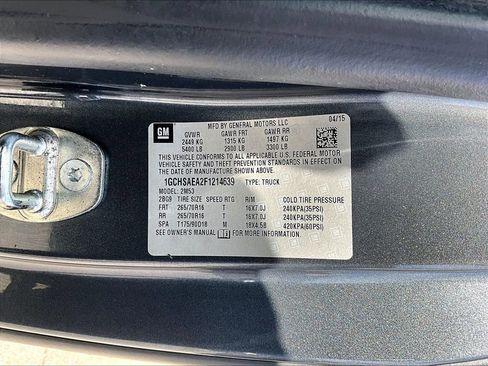 GM
MFD BY GENERAL MOTORS LLC
04/15
GVWR GAWR FRT GAWR RR
2449 KG 1315 KG 1497 KG
5400 LB 2900 LB 3300 LB
THIS VEHICLE CONFORMS TO ALL APPLICABLE U.S. FEDERAL MOTOR
VEHICLE SAFETY AND THEFT PREVENTION STANDARDS IN EFFECT ON
THE DATE OF MANUFACTURE SHOWN ABOVE.
1GCHSAEA2F1214639 TYPE: TRUCK
MODEL: 2M53
2BG9 TIRE SIZE SPEED RTG RIM COLD TIRE PRESSURE
FRT 265/70R16 T 16X7.0J 240KPA(35PSI)
RR 265/70R16 T 16X7.0J 240KPA(35PSI)
SPA T175/90D18 M 18X4.5B 420KPA(60PSI)
SEE OWNER'S MANUAL FOR MORE INFORMATION.